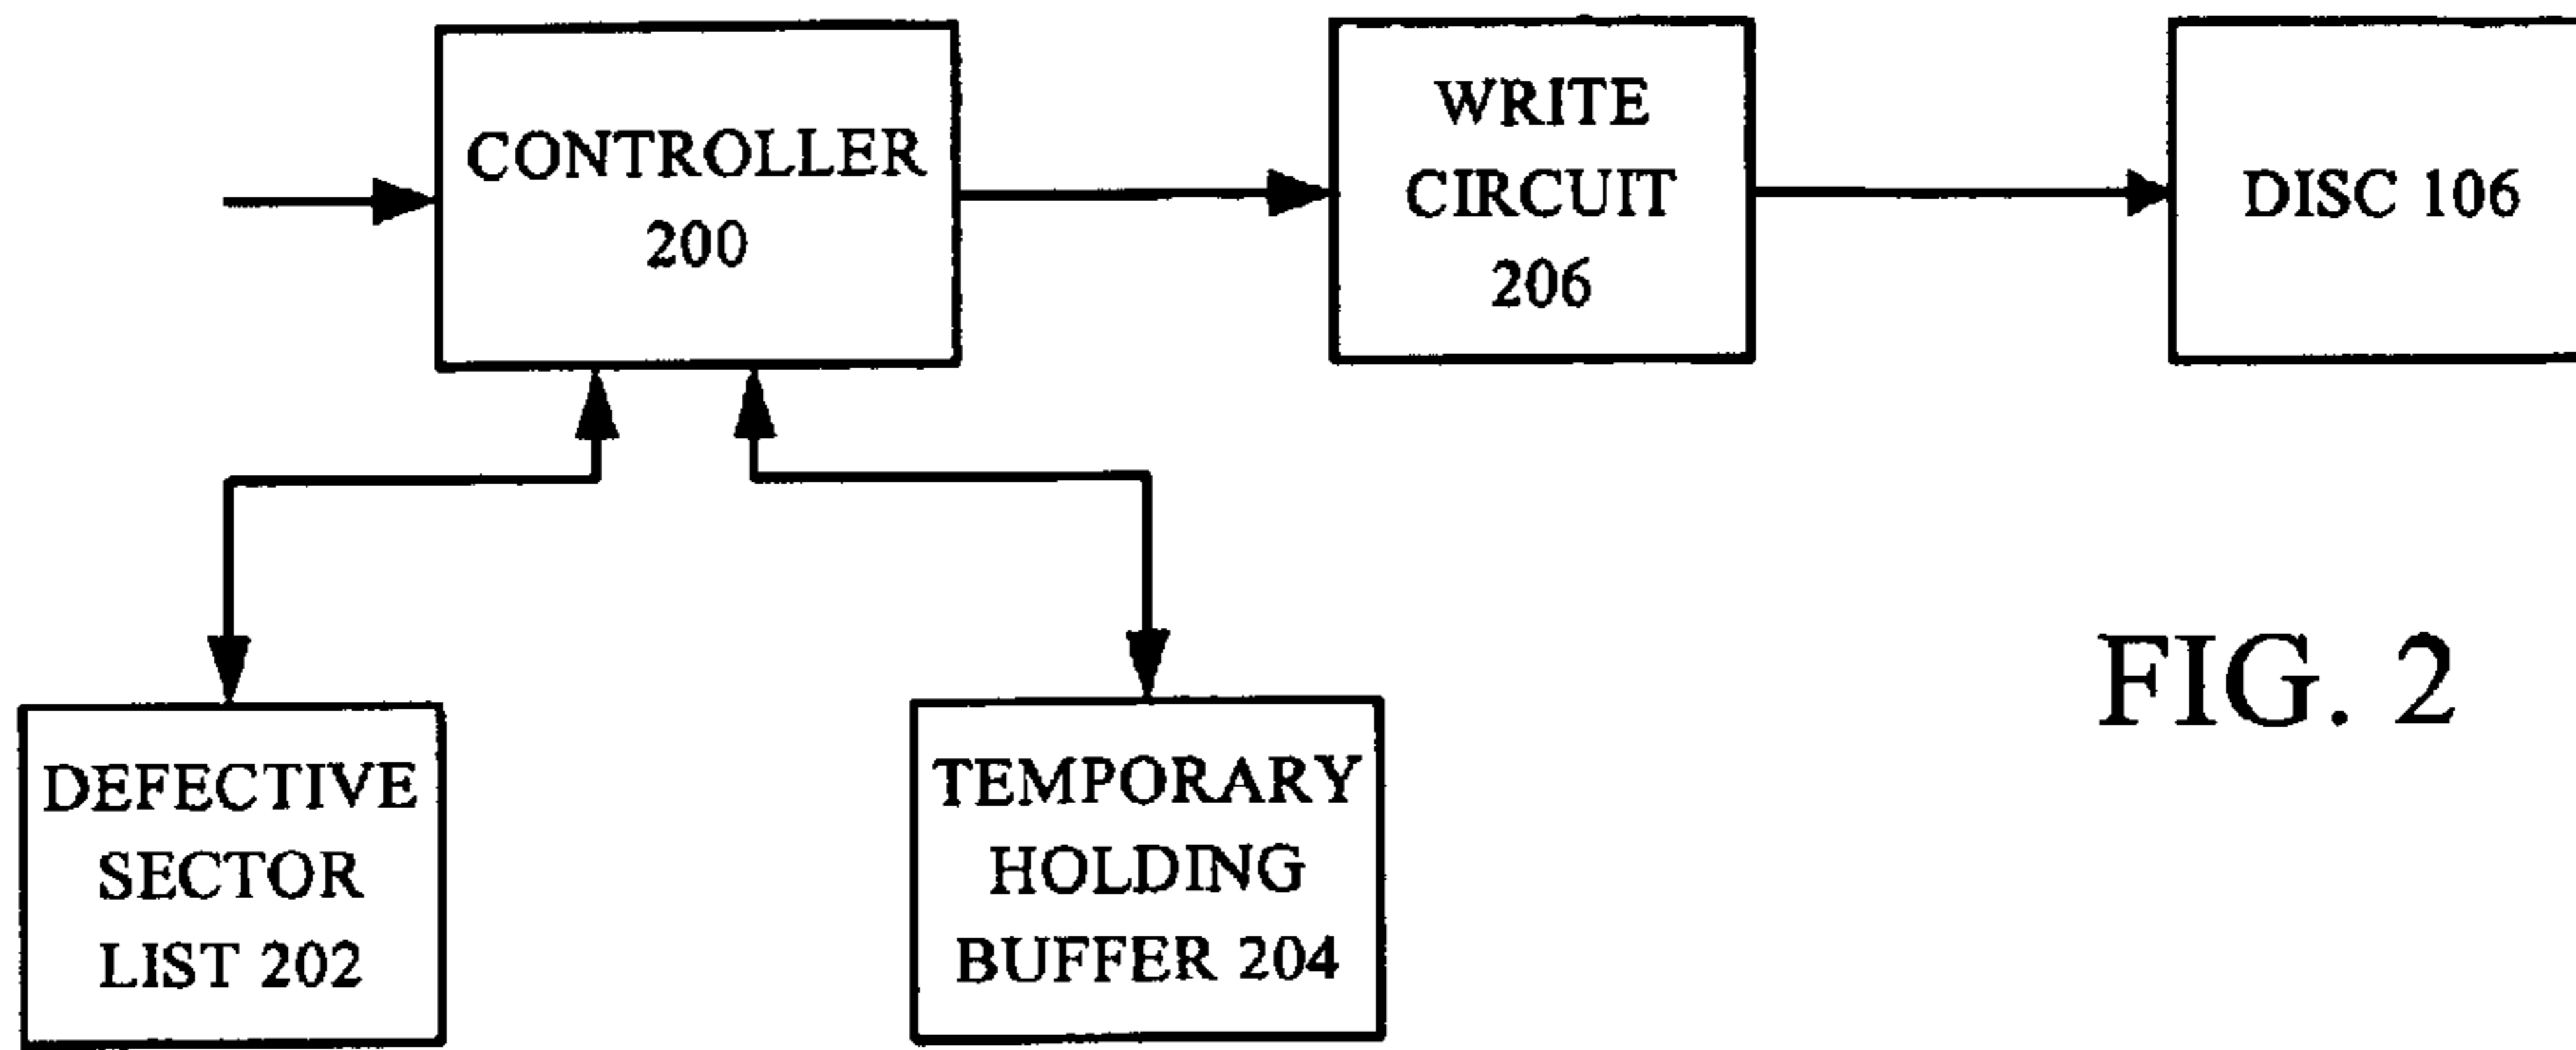 CONTROLLER
200
WRITE
CIRCUIT
206
DISC 106
DEFECTIVE
SECTOR
LIST 202
TEMPORARY
HOLDING
BUFFER 204
FIG. 2